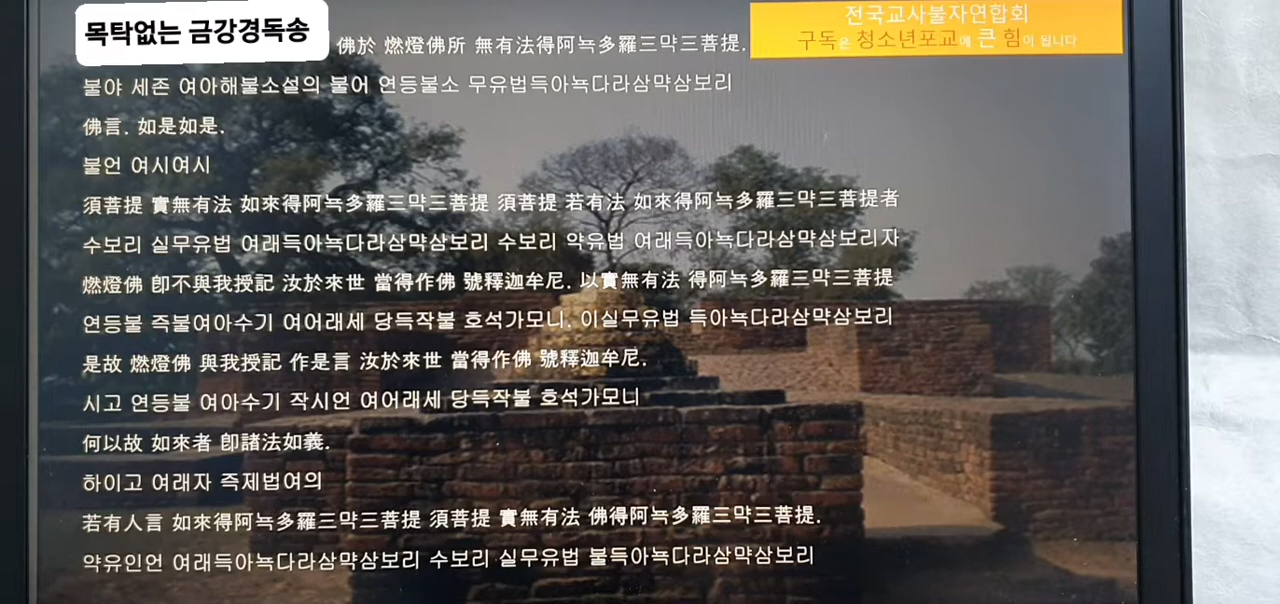 목탁없는 금강경독송
전국교사불자연합회
구독은 청소년포교에 큰 힘이 됩니다
佛於 燃燈佛所 無有法得阿뇩多羅三먁三菩提.
불야 세존 여아해불소설의 불어 연등불소 무유법득아뇩다라삼먁삼보리
佛言. 如是如是.
불언 여시여시
須菩提 實無有法 如來得阿뇩多羅三먁三菩提 須菩提 若有法 如來得阿뇩多羅三먁三菩提者
수보리 실무유법 여래득아뇩다라삼먁삼보리 수보리 약유법 여래득아뇩다라삼먁삼보리자
燃燈佛 卽不與我授記 汝於來世 當得作佛 號釋迦牟尼. 以實無有法 得阿뇩多羅三먁三菩提
연등불 즉불여아수기 여어래세 당득작불 호석가모니. 이실무유법 득아뇩다라삼먁삼보리
是故 燃燈佛 與我授記 作是言 汝於來世 當得作佛 號釋迦牟尼.
시고 연등불 여아수기 작시언 여어래세 당득작불 호석가모니
何以故 如來者 卽諸法如義.
하이고 여래자 즉제법여의
若有人言 如來得阿뇩多羅三먁三菩提 須菩提 實無有法 佛得阿뇩多羅三먁三菩提.
약유인언 여래득아뇩다라삼먁삼보리 수보리 실무유법 불득아뇩다라삼먁삼보리